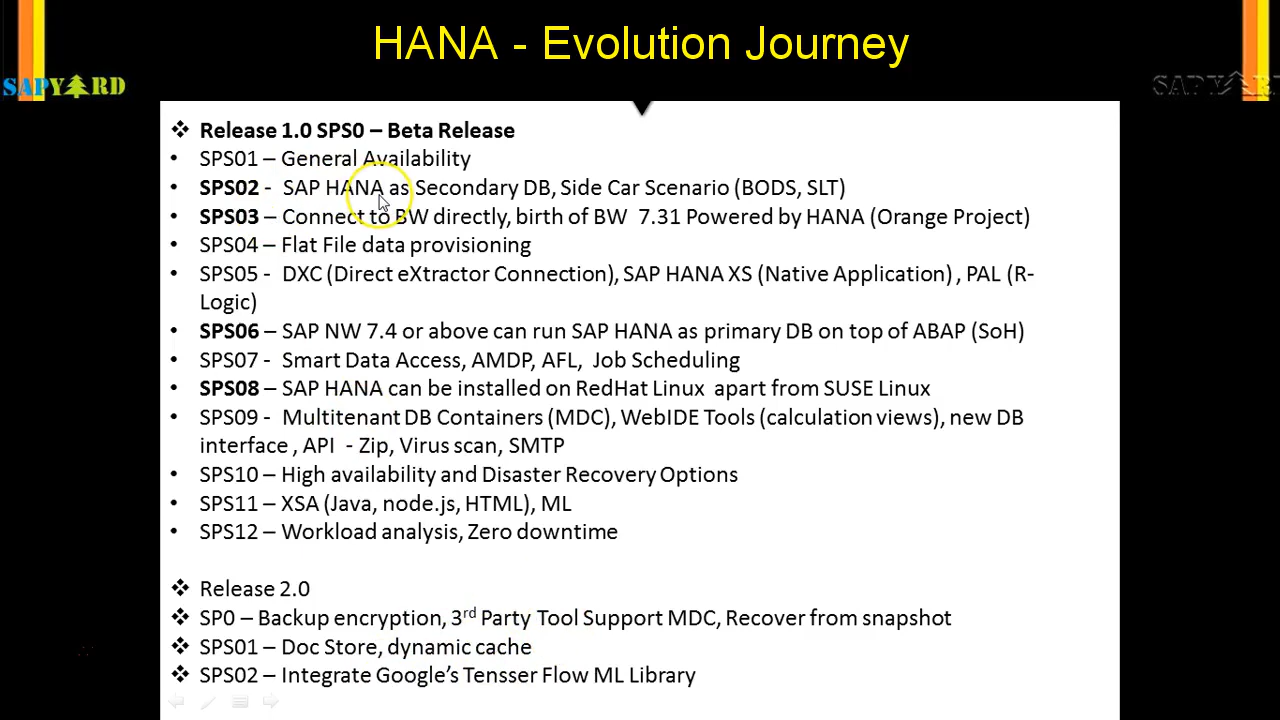 HANA - Evolution Journey
SAPYARD
SAPYARD
❖ Release 1.0 SPS0 – Beta Release
• SPS01 – General Availability
• SPS02 - SAP HANA as Secondary DB, Side Car Scenario (BODS, SLT)
• SPS03 – Connect to BW directly, birth of BW 7.31 Powered by HANA (Orange Project)
• SPS04 – Flat File data provisioning
• SPS05 - DXC (Direct eXtractor Connection), SAP HANA XS (Native Application) , PAL (R-
Logic)
• SPS06 – SAP NW 7.4 or above can run SAP HANA as primary DB on top of ABAP (SoH)
• SPS07 - Smart Data Access, AMDP, AFL, Job Scheduling
• SPS08 – SAP HANA can be installed on RedHat Linux apart from SUSE Linux
• SPS09 - Multitenant DB Containers (MDC), WebIDE Tools (calculation views), new DB
interface , API - Zip, Virus scan, SMTP
• SPS10 – High availability and Disaster Recovery Options
• SPS11 – XSA (Java, node.js, HTML), ML
• SPS12 – Workload analysis, Zero downtime
❖ Release 2.0
❖ SP0 – Backup encryption, 3rd Party Tool Support MDC, Recover from snapshot
❖ SPS01 – Doc Store, dynamic cache
❖ SPS02 – Integrate Google’s Tensser Flow ML Library